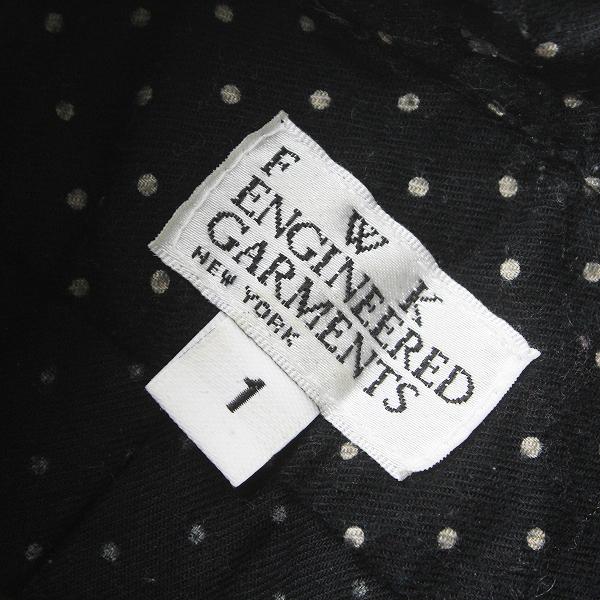 F W K
ENGINEERED
GARMENTS
NEW YORK
1